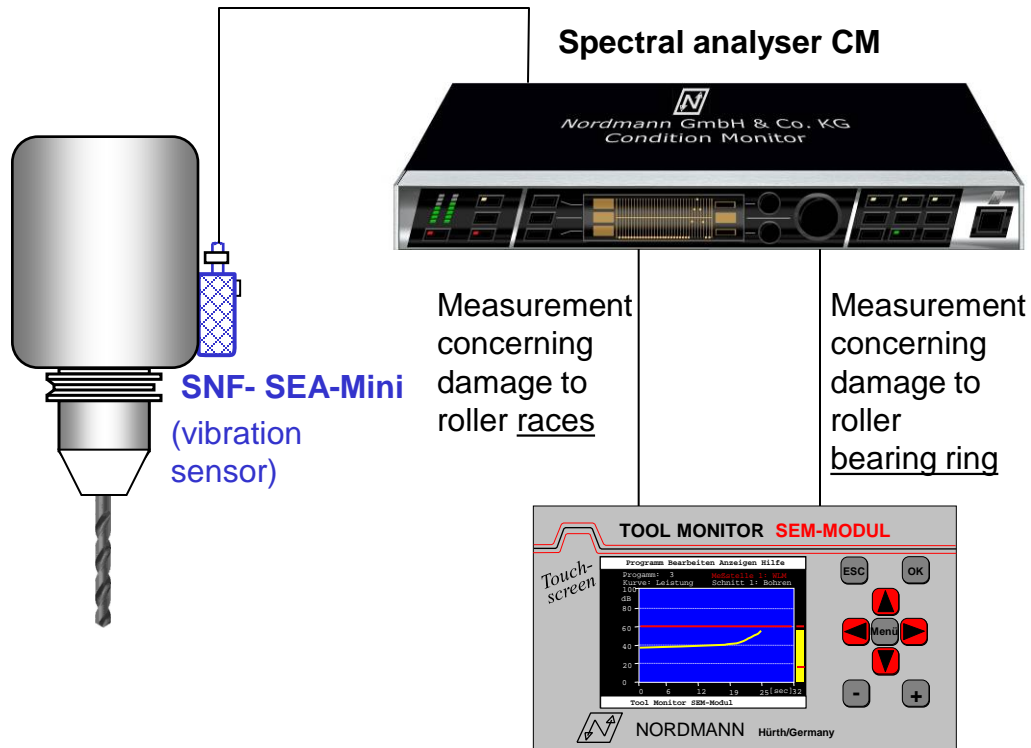 Spectral analyser CM
Nordmann GmbH & Co. KG
Condition Monitor
SNF- SEA-Mini
(vibration
sensor)
Measurement
concerning
damage to
roller races
Measurement
concerning
damage to
roller
bearing ring
TOOL MONITOR SEM-MODUL
Touch-
screen
Programm Bearbeiten Anzeigen Hilfe
Progamm: 3 Meßstelle 1: KLM
Kurve: Leistung Schnitt 1: Bohren
100
dB
80
60
40
20
0
0 6 12 19 25[sec]32
Tool Monitor SEM-Modul
ESC
OK
Menü
-
+
NORDMANN Hürth/Germany